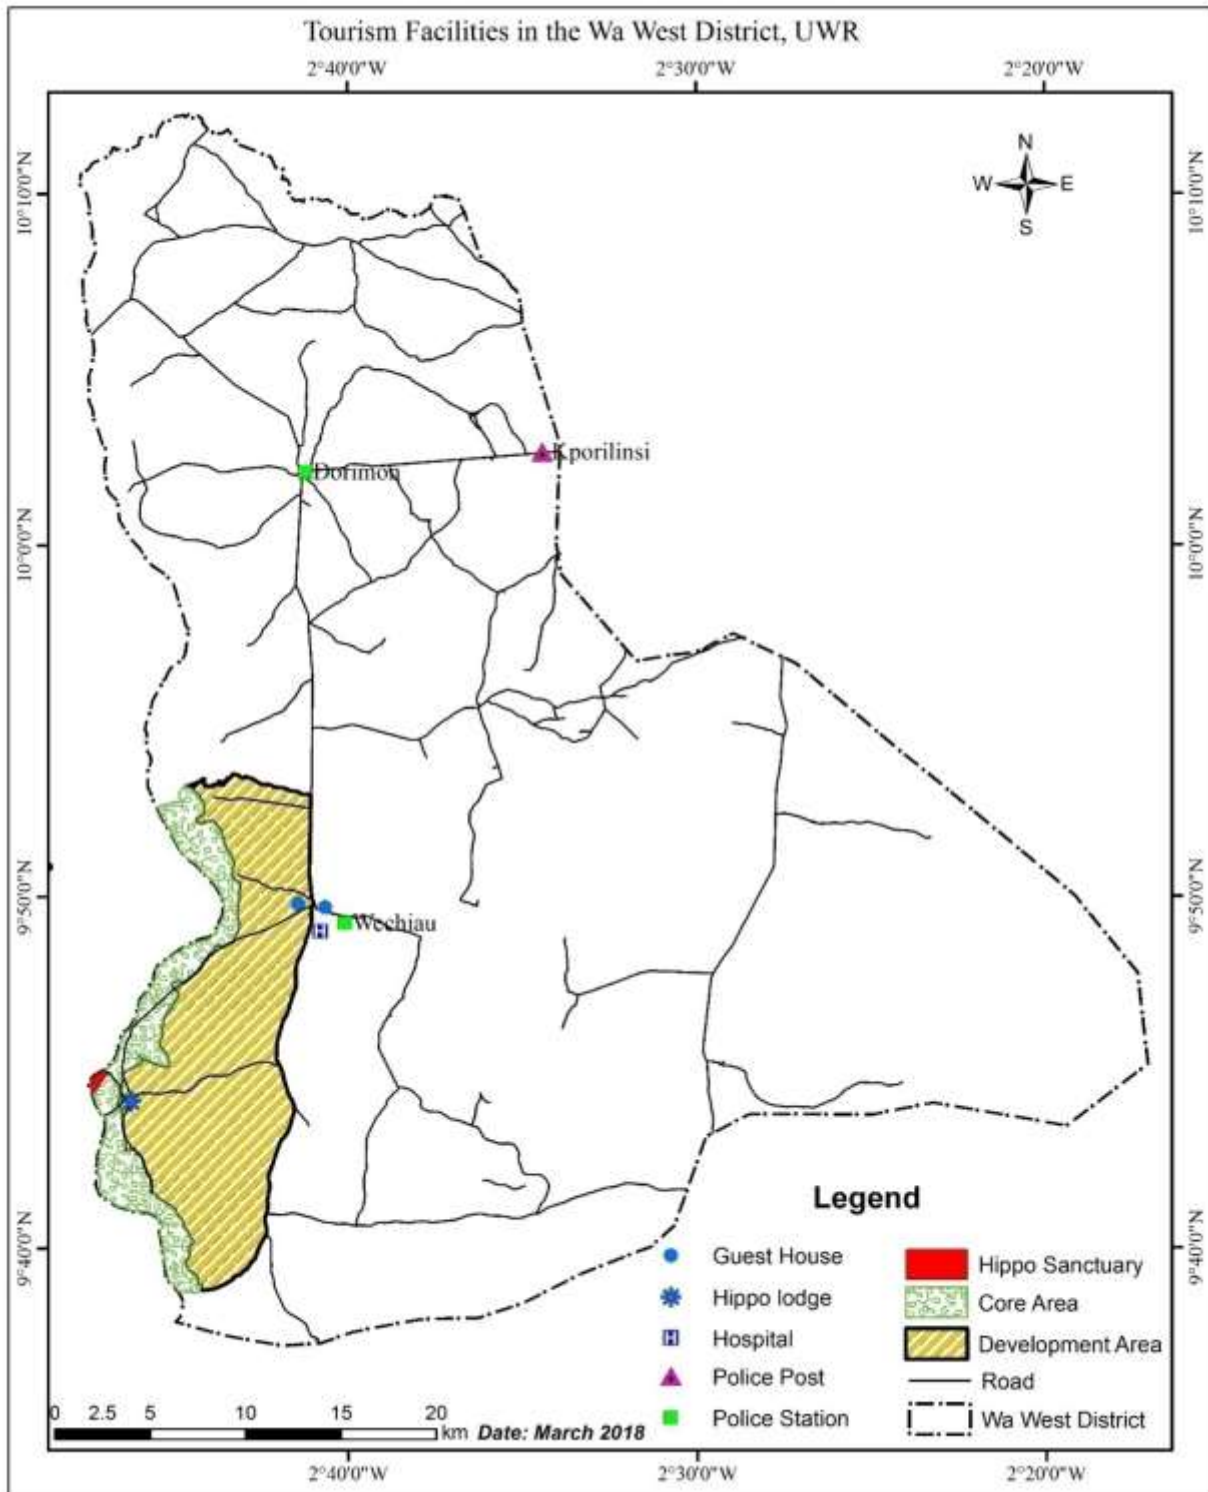 Tourism Facilities in the Wa West District, UWR
2°40'0"W 2°30'0"W 2°20'0"W
N
W E
S
10°10'0"N 10°10'0"N
Kporilinsi
Dorimon
10°0'0"N 10°0'0"N
9°50'0"N 9°50'0"N
Wechiau
H
9°40'0"N 9°40'0"N
Legend
Guest House
Hippo lodge
Hospital
Police Post
Police Station
Hippo Sanctuary
Core Area
Development Area
Road
Wa West District
0 2.5 5 10 15 20
km Date: March 2018
2°40'0"W 2°30'0"W 2°20'0"W